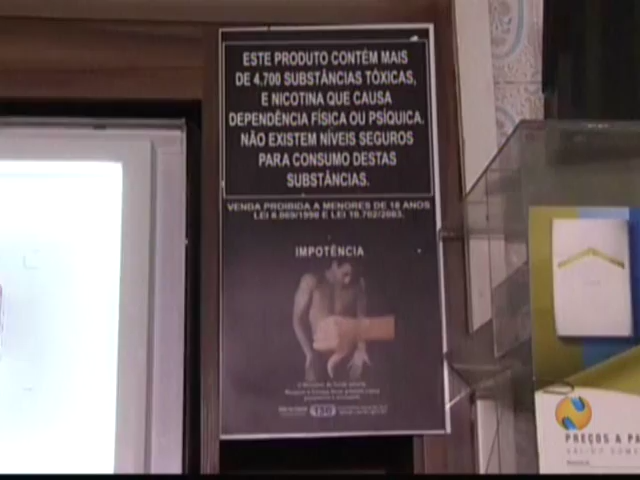 ESTE PRODUTO CONTÉM MAIS
DE 4.700 SUBSTÂNCIAS TÓXICAS,
E NICOTINA QUE CAUSA
DEPENDÊNCIA FÍSICA OU PSÍQUICA.
NÃO EXISTEM NÍVEIS SEGUROS
PARA CONSUMO DESTAS
SUBSTÂNCIAS.
VENDA PROIBIDA A MENORES DE 18 ANOS
LEI 8.069/1990 E LEI 10.702/2003.
IMPOTÊNCIA
PREÇOS A PA